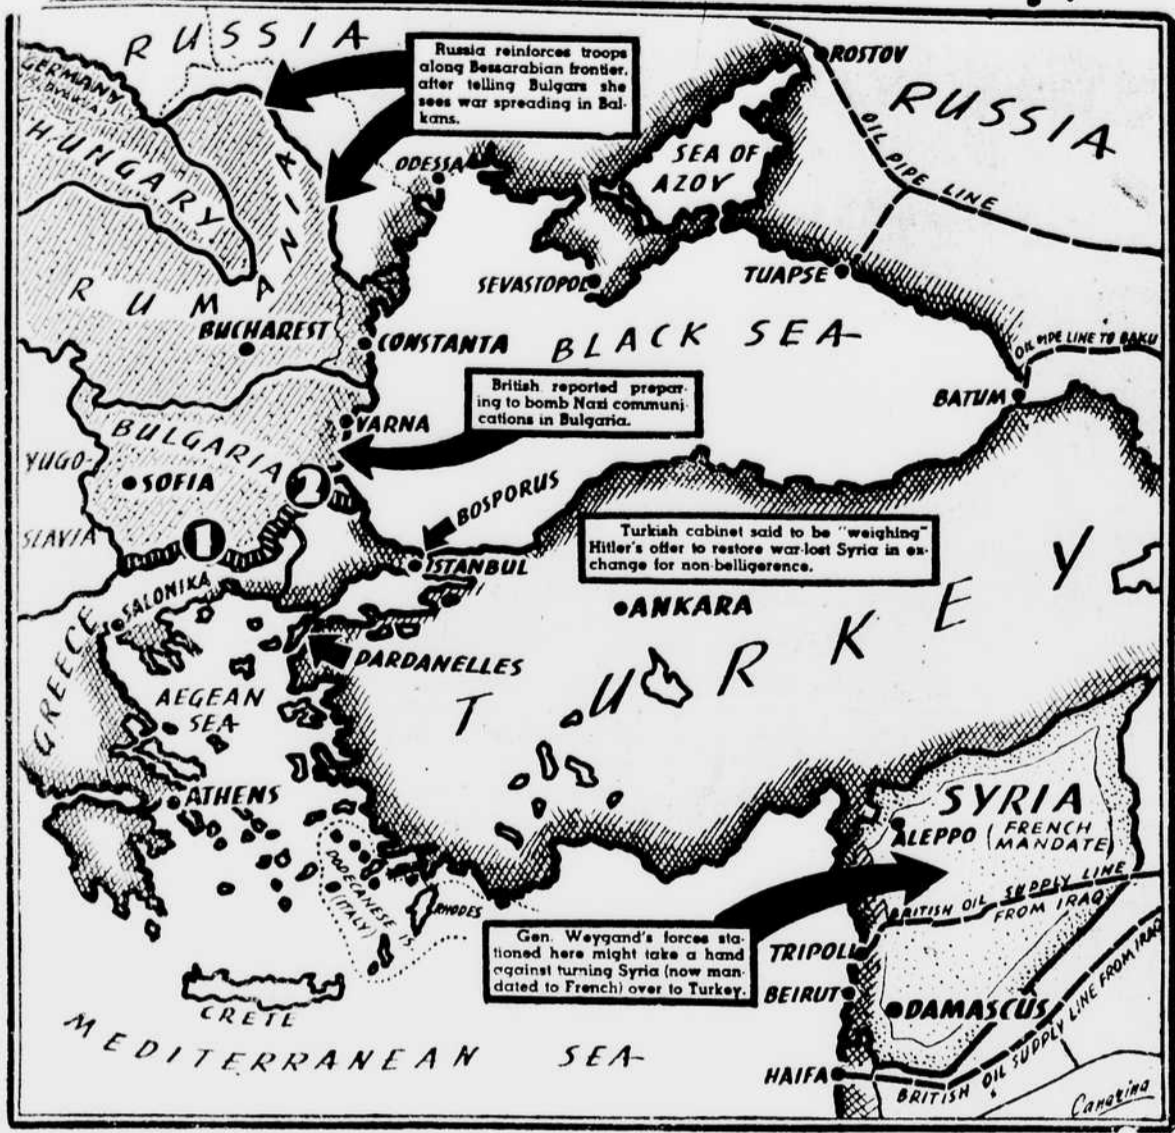 RUSSIA
Russia reinforces troops
along Bessarabian frontier,
after telling Bulgars she
sees war spreading in Bal-
kans.
ROSTOV
RUSSIA
GERMANY
HUNGARY
ODESSA
SEA OF
AZOV
OIL PIPE LINE
RUMANIA
SEVASTOPOL
TUAPSE
BUCHAREST
CONSTANTA
BLACK SEA
OIL PIPE LINE TO BAKU
BATUM
British reported prepar-
ing to bomb Nazi communi-
cations in Bulgaria.
VARNA
BULGARIA
YUGO-
SLAVIA
SOFIA
2
1
BOSPORUS
Turkish cabinet said to be "weighing"
Hitler's offer to restore war-lost Syria in ex-
change for non-belligerence.
ISTANBUL
SALONIKA
ANKARA
TURKEY
GREECE
DARDANELLES
AEGEAN
SEA
ATHENS
SYRIA
(FRENCH
MANDATE)
ALEPPO
DODECANESE IS
(ITALY)
RHODES
BRITISH OIL SUPPLY LINE
FROM IRAQ
Gen. Weygand's forces sta-
tioned here might take a hand
against turning Syria (now man-
dated to French) over to Turkey.
TRIPOLI
BEIRUT
DAMASCUS
CRETE
MEDITERRANEAN SEA
HAIFA
BRITISH OIL SUPPLY LINE FROM IRAQ
Canarina